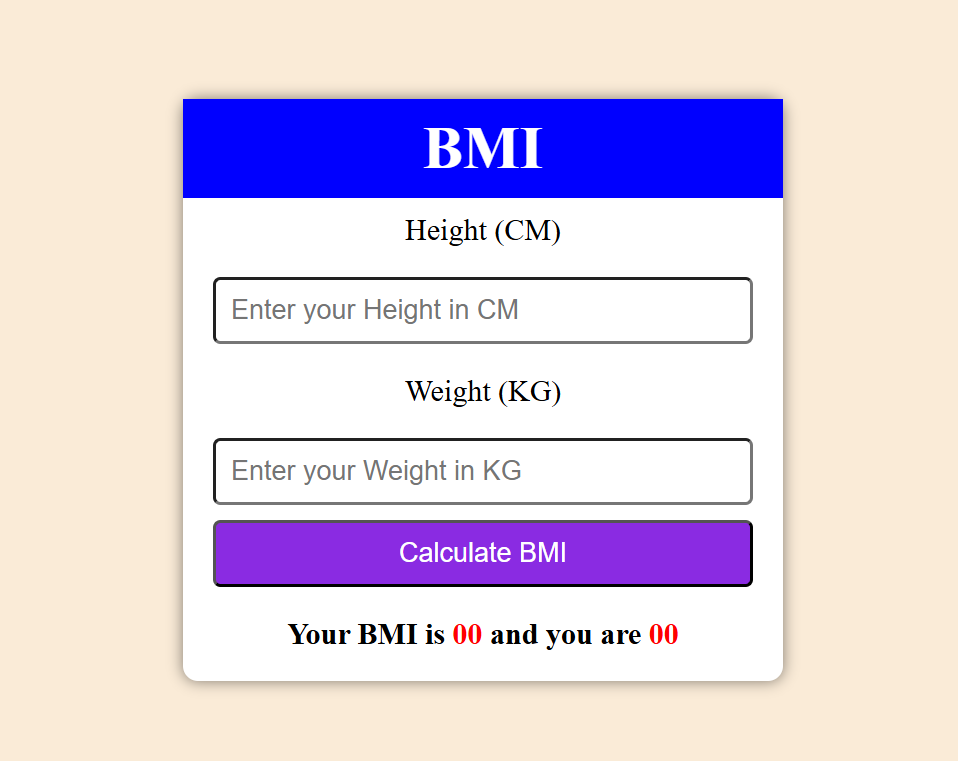 BMI
Height (CM)
Enter your Height in CM
Weight (KG)
Enter your Weight in KG
Calculate BMI
Your BMI is 00 and you are 00